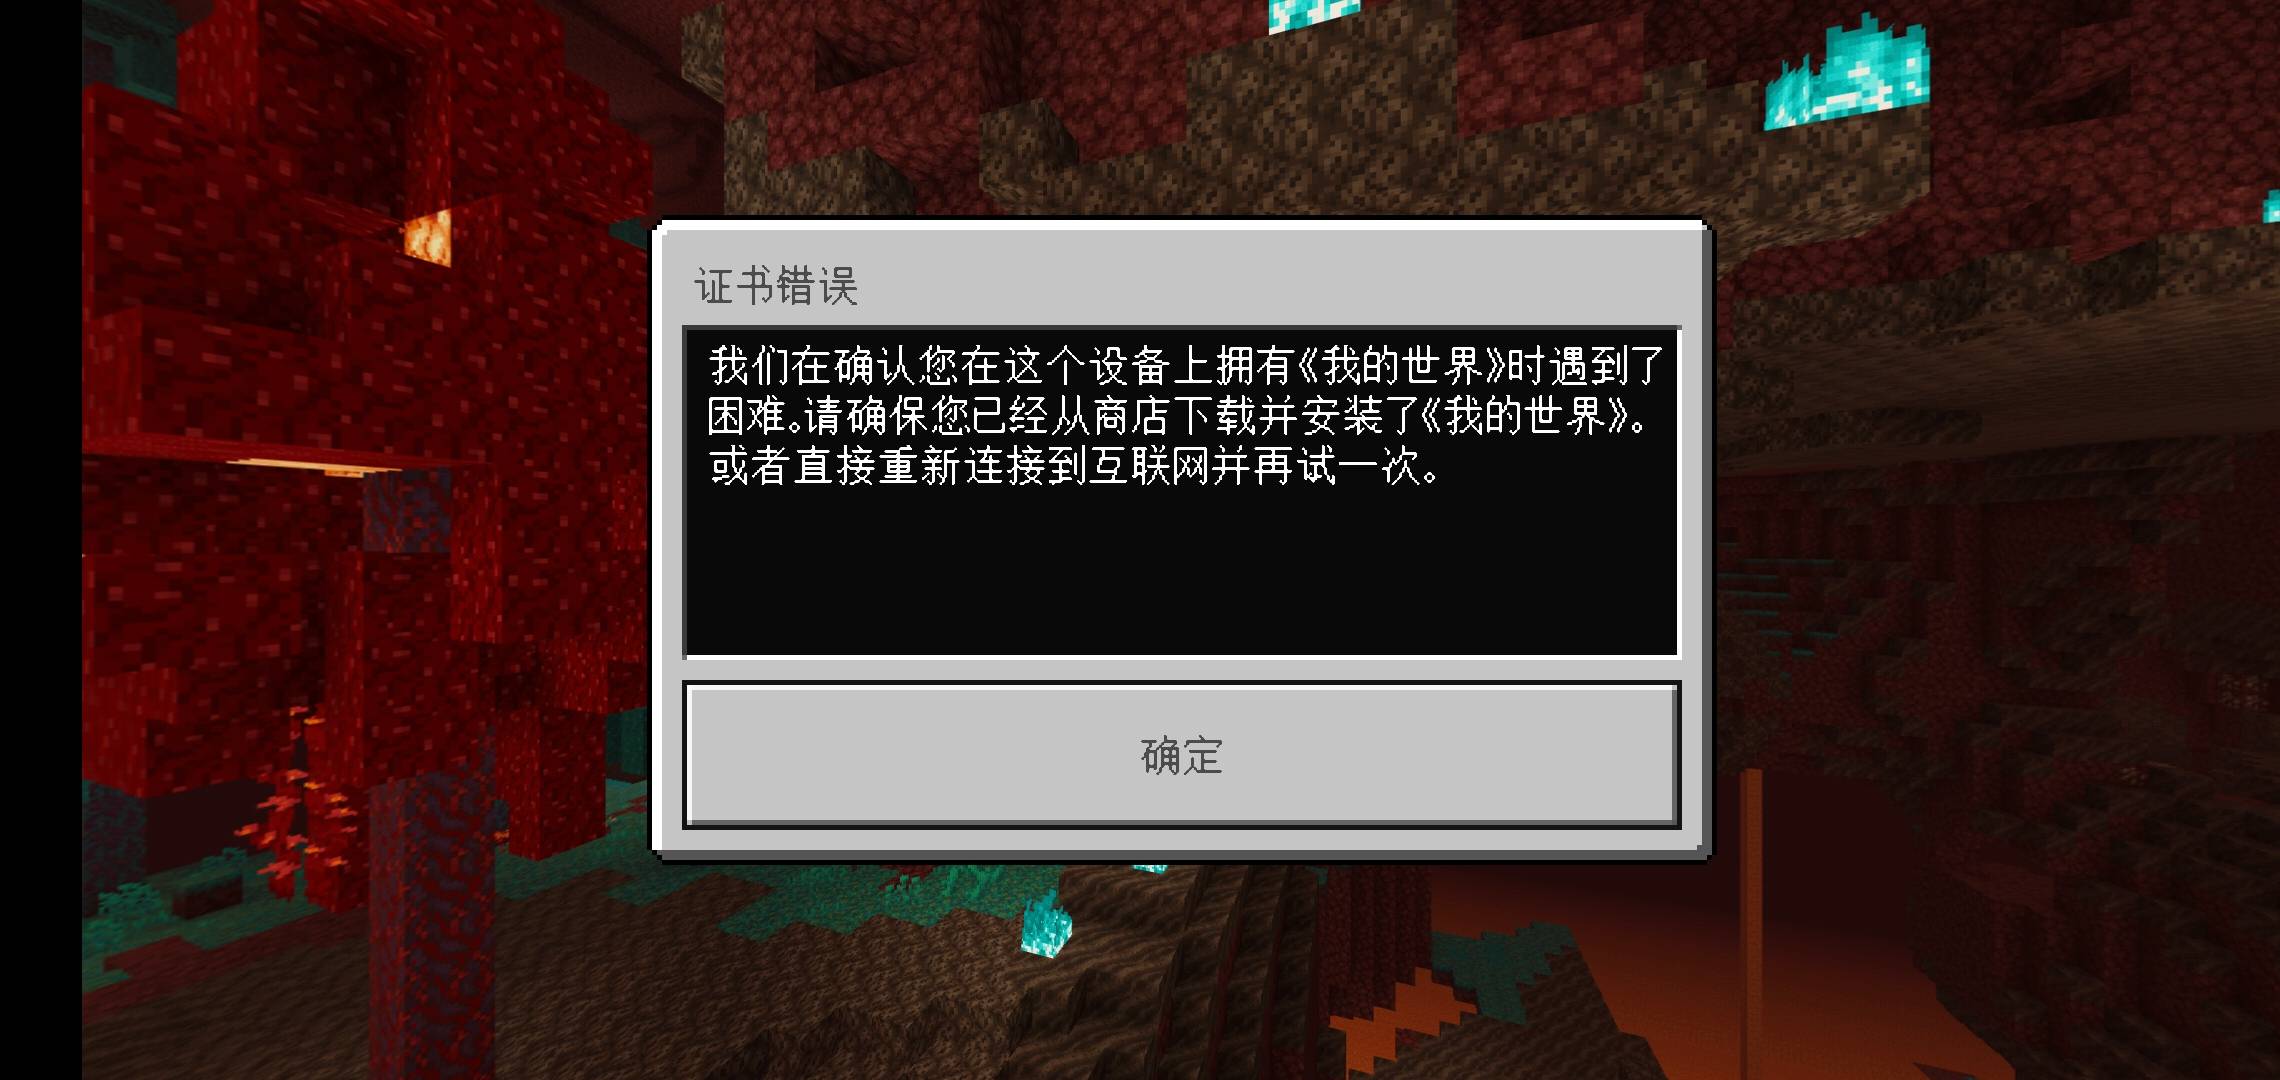 证书错误
我们在确认您在这个设备上拥有《我的世界》时遇到了
困难。请确保您已经从商店下载并安装了《我的世界》。
或者直接重新连接到互联网并再试一次。
确定